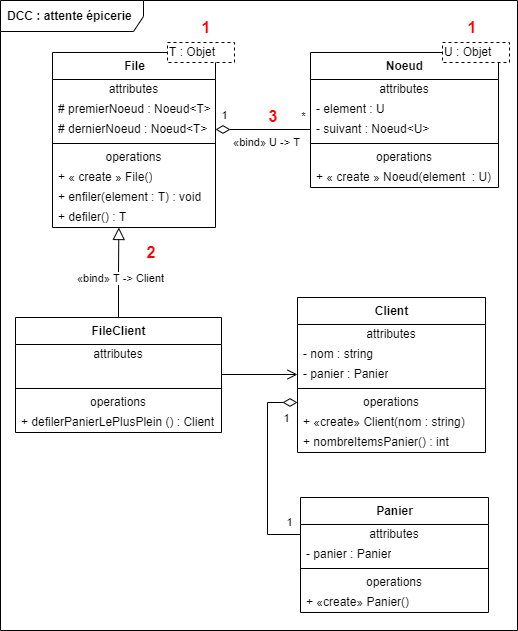 DCC : attente épicerie
1
T : Objet
File
attributes
# premierNoeud : Noeud<T>
# dernierNoeud : Noeud<T>
operations
+ « create » File()
+ enfiler(element : T) : void
+ defiler() : T
1
3
*
«bind» U -> T
1
U : Objet
Noeud
attributes
- element : U
- suivant : Noeud<U>
operations
+ « create » Noeud(element : U)
2
«bind» T -> Client
FileClient
attributes
operations
+ defilerPanierLePlusPlein () : Client
Client
attributes
- nom : string
- panier : Panier
operations
+ «create» Client(nom : string)
+ nombreItemsPanier() : int
1
1
Panier
attributes
- panier : Panier
operations
+ «create» Panier()